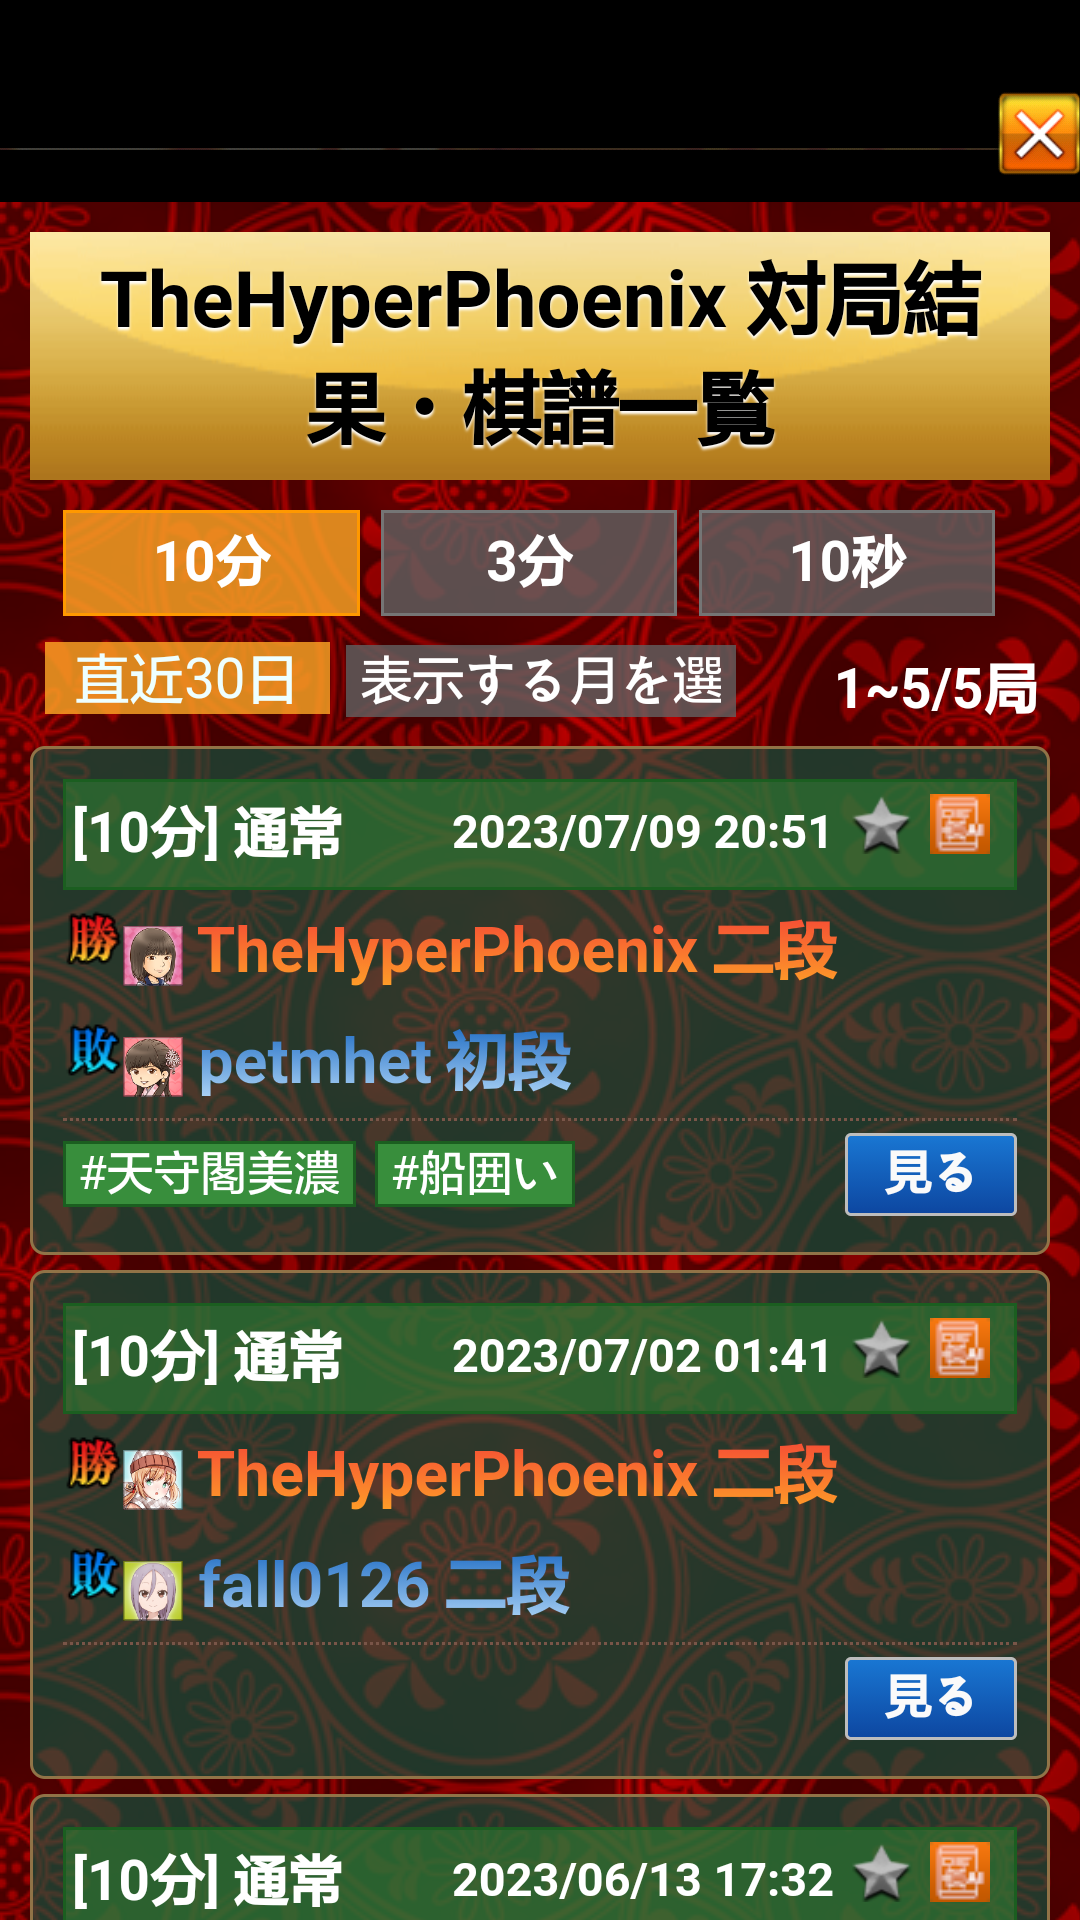 TheHyperPhoenix 対局結
果・棋譜一覧
10分 3分 10秒
直近30日 表示する月を選 1~5/5局
[10分] 通常 2023/07/09 20:51
勝 TheHyperPhoenix 二段
敗 petmhet 初段
#天守閣美濃 #船囲い 見る
[10分] 通常 2023/07/02 01:41
勝 TheHyperPhoenix 二段
敗 fall0126 二段
見る
[10分] 通常 2023/06/13 17:32